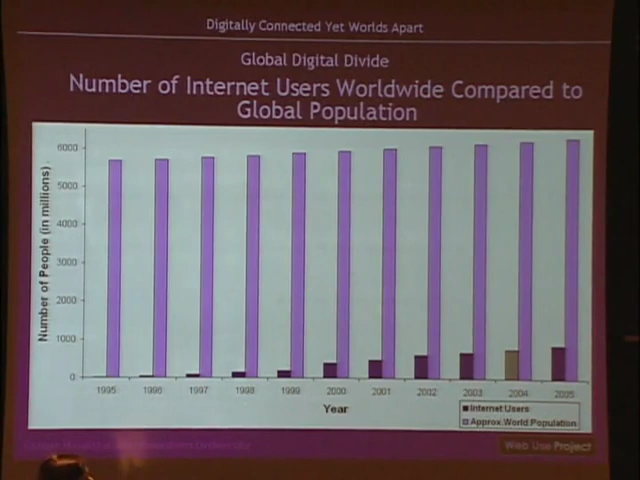 Digitally Connected Yet Worlds Apart
Global Digital Divide
Number of Internet Users Worldwide Compared to
Global Population
Number of People (in millions)
6000
5000
4000
3000
2000
1000
0
1995 1996 1997 1998 1999 2000 2001 2002 2003 2004 2005
Year
Internet Users
Approx.World Population
Northwestern University
Web Use Project